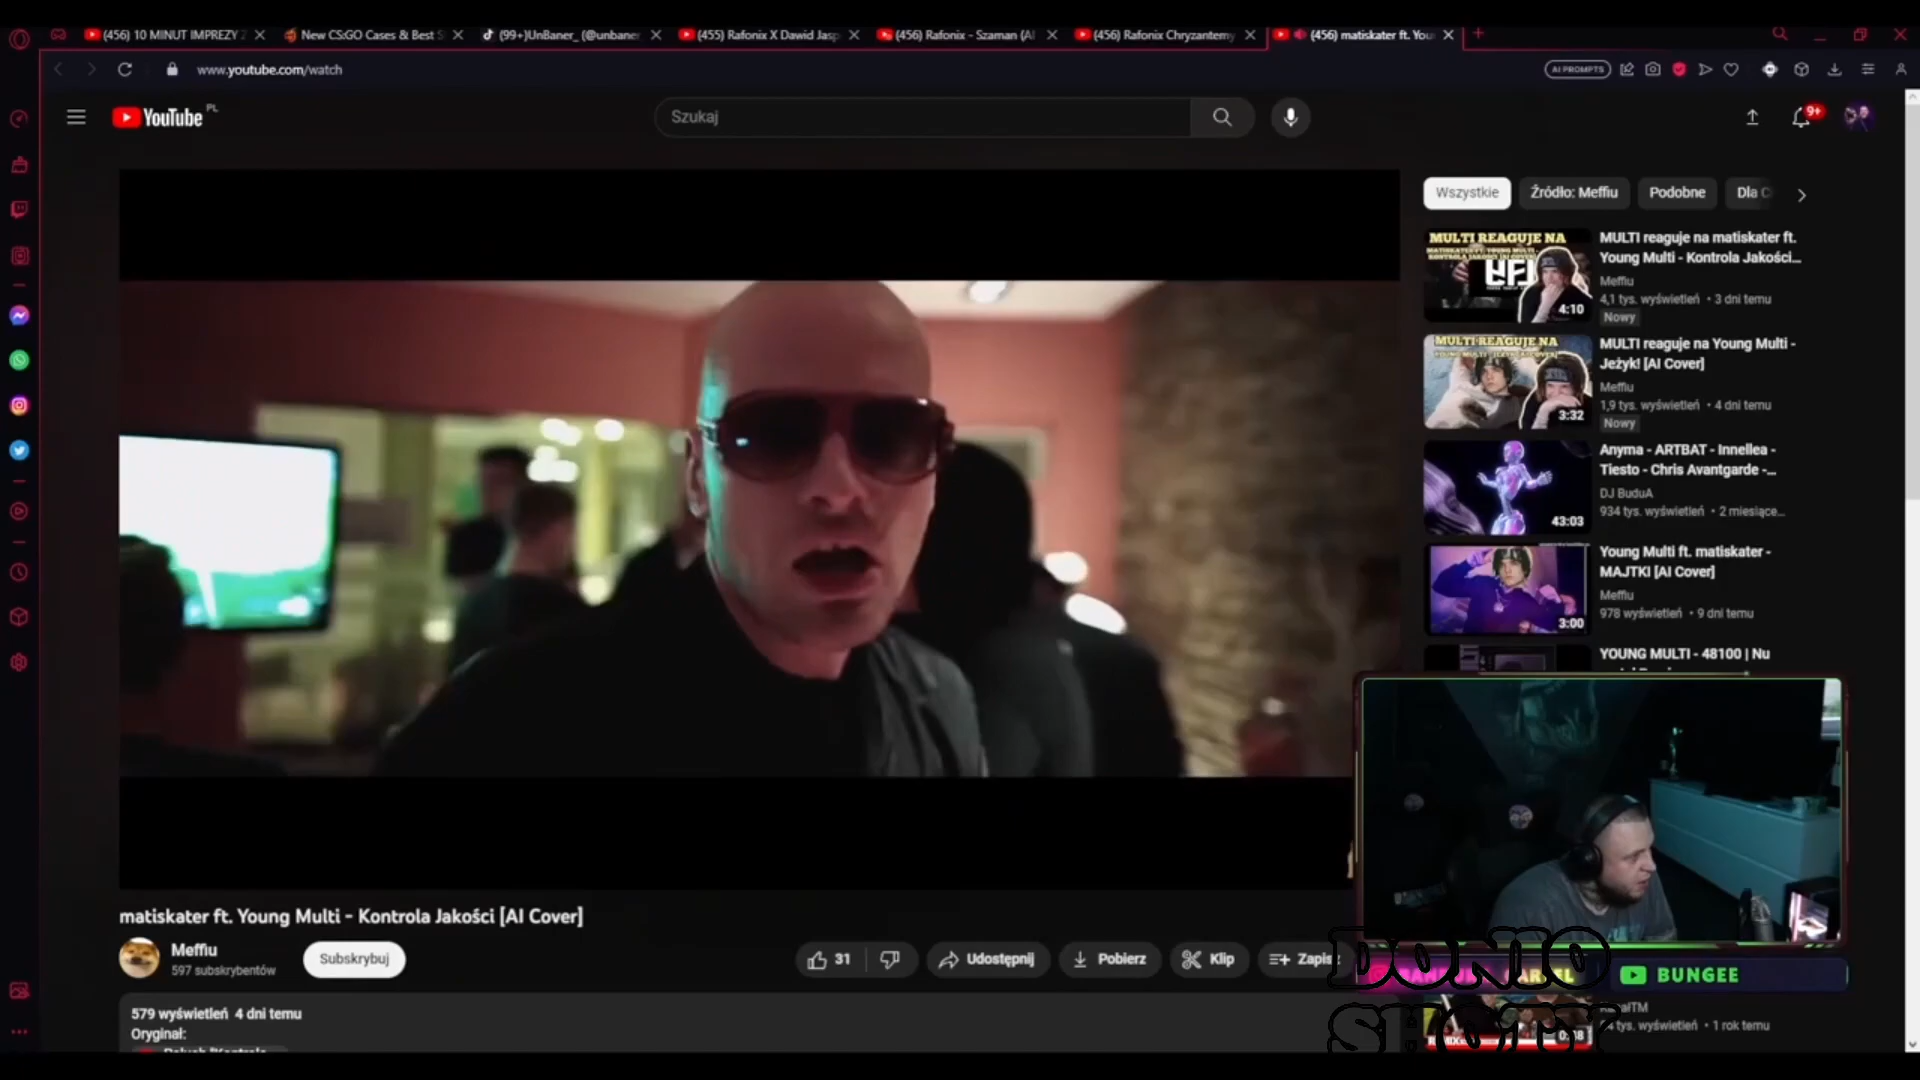 (456) 10 MINUT IMPREZY Z
New CS:GO Cases & Best S
(99+)UnBaner_ (@unbaner
(455) Rafonix X Dawid Jasp
(456) Rafonix - Szaman (AI
(456) Rafonix Chryzantemy
(456) matiskater ft. You
www.youtube.com/watch
AI PROMPTS
YouTube PL
Szukaj
9+
Wszystkie
Źródło: Meffiu
Podobne
Dla C
MULTI REAGUJE NA
4:10
MULTI reaguje na matiskater ft.
Young Multi - Kontrola Jakości...
Meffiu
4,1 tys. wyświetleń • 3 dni temu
Nowy
MULTI REAGUJE NA
3:32
MULTI reaguje na Young Multi -
Jeżyk! [AI Cover]
Meffiu
1,9 tys. wyświetleń • 4 dni temu
Nowy
43:03
Anyma - ARTBAT - Innellea -
Tiesto - Chris Avantgarde -...
DJ BuduA
934 tys. wyświetleń • 2 miesiące...
3:00
Young Multi ft. matiskater -
MAJTKI [AI Cover]
Meffiu
978 wyświetleń • 9 dni temu
YOUNG MULTI - 48100 | Nu
matiskater ft. Young Multi - Kontrola Jakości [AI Cover]
Meffiu
597 subskrybentów
Subskrybuj
31
Udostępnij
Pobierz
Klip
Zapisz
BUNGEE
579 wyświetleń 4 dni temu
Oryginał:
tys. wyświetleń • 1 rok temu